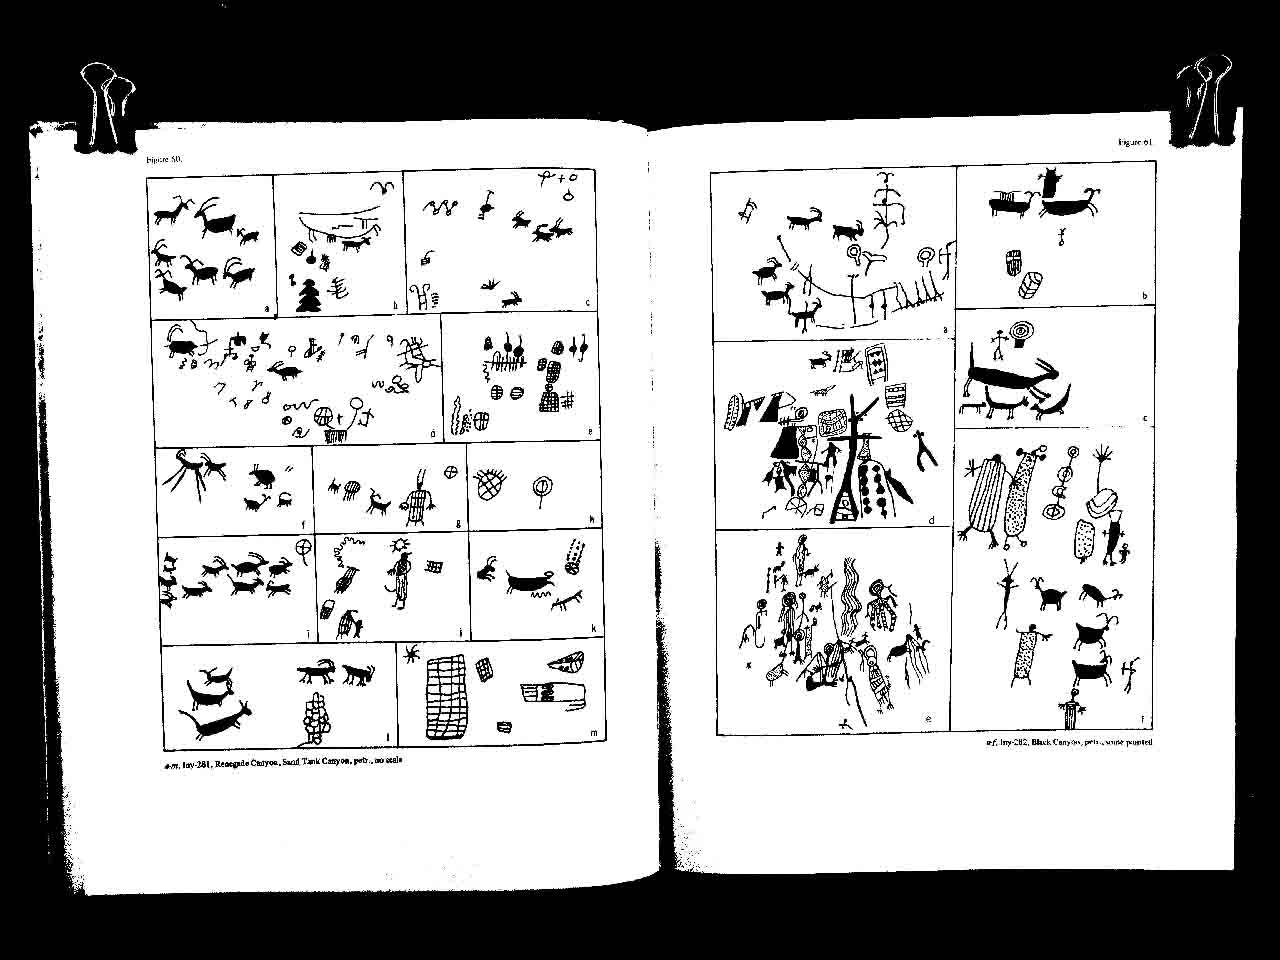 Figure 60.
a
b
c
d
e
f
g
h
i
j
k
l
m
a-m, Iny-281, Renegade Canyon, Sand Tank Canyon, petr., no scale
Figure 61.
a
b
c
d
e
f
a-f, Iny-282, Black Canyon, petr., some painted